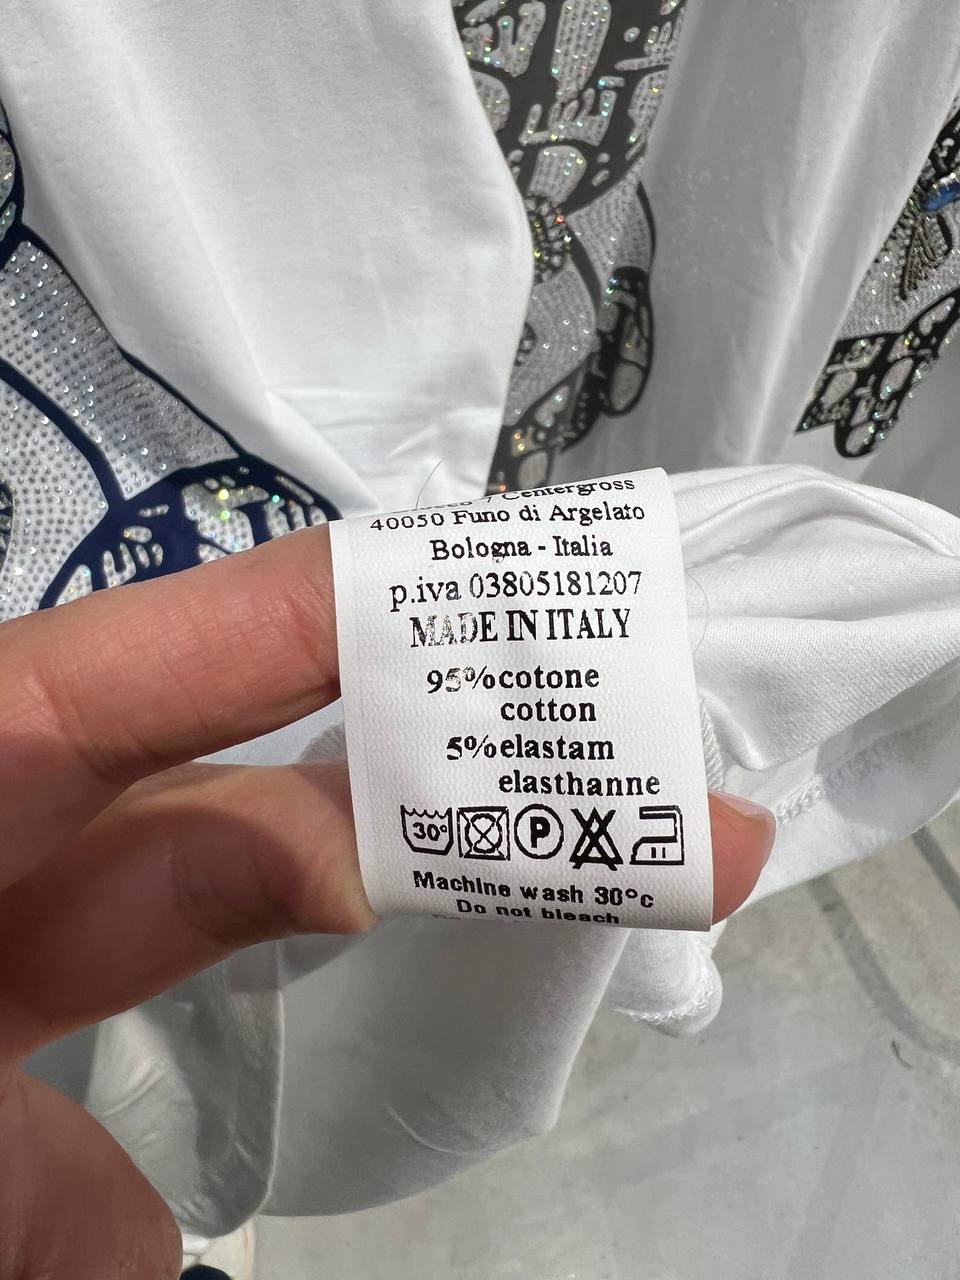 7 Centergross
40050 Funo di Argelato
Bologna - Italia
p.iva 03805181207
MADE IN ITALY
95% cotone
cotton
5% elastam
elasthanne
30° P
Machine wash 30°c
Do not bleach